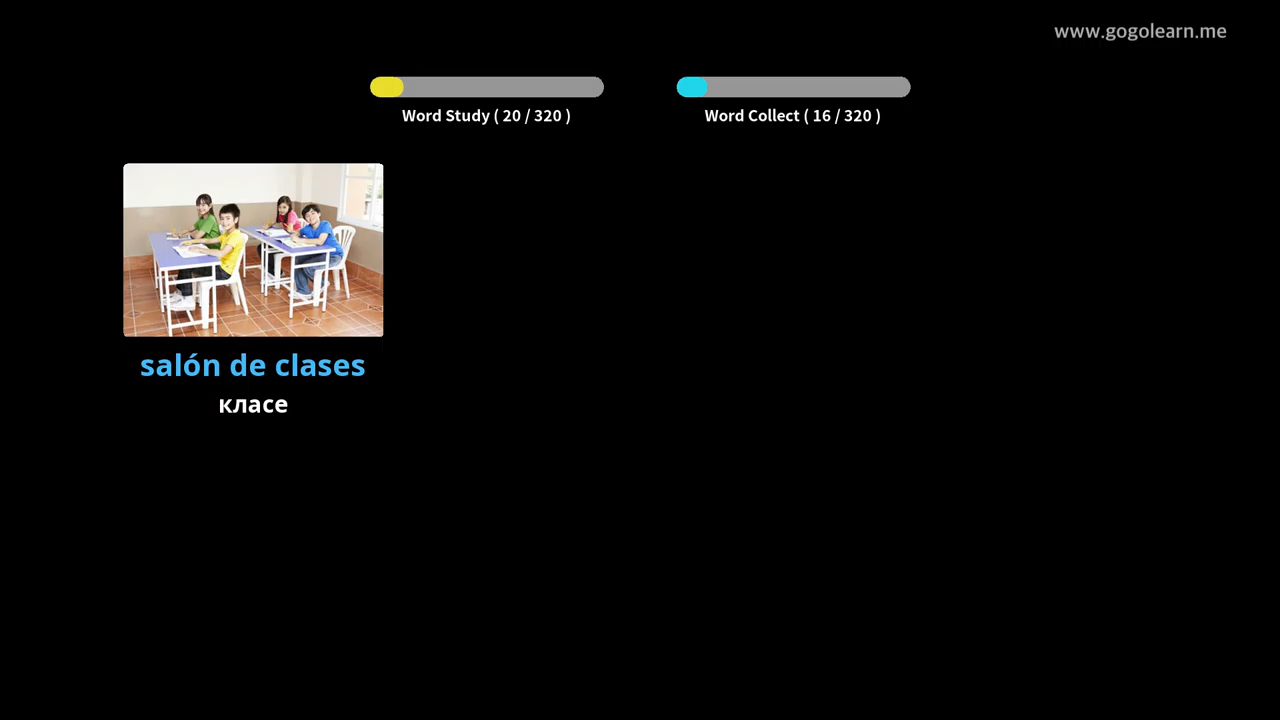 www.gogolearn.me
Word Study ( 20 / 320 )
Word Collect ( 16 / 320 )
salón de clases
класе